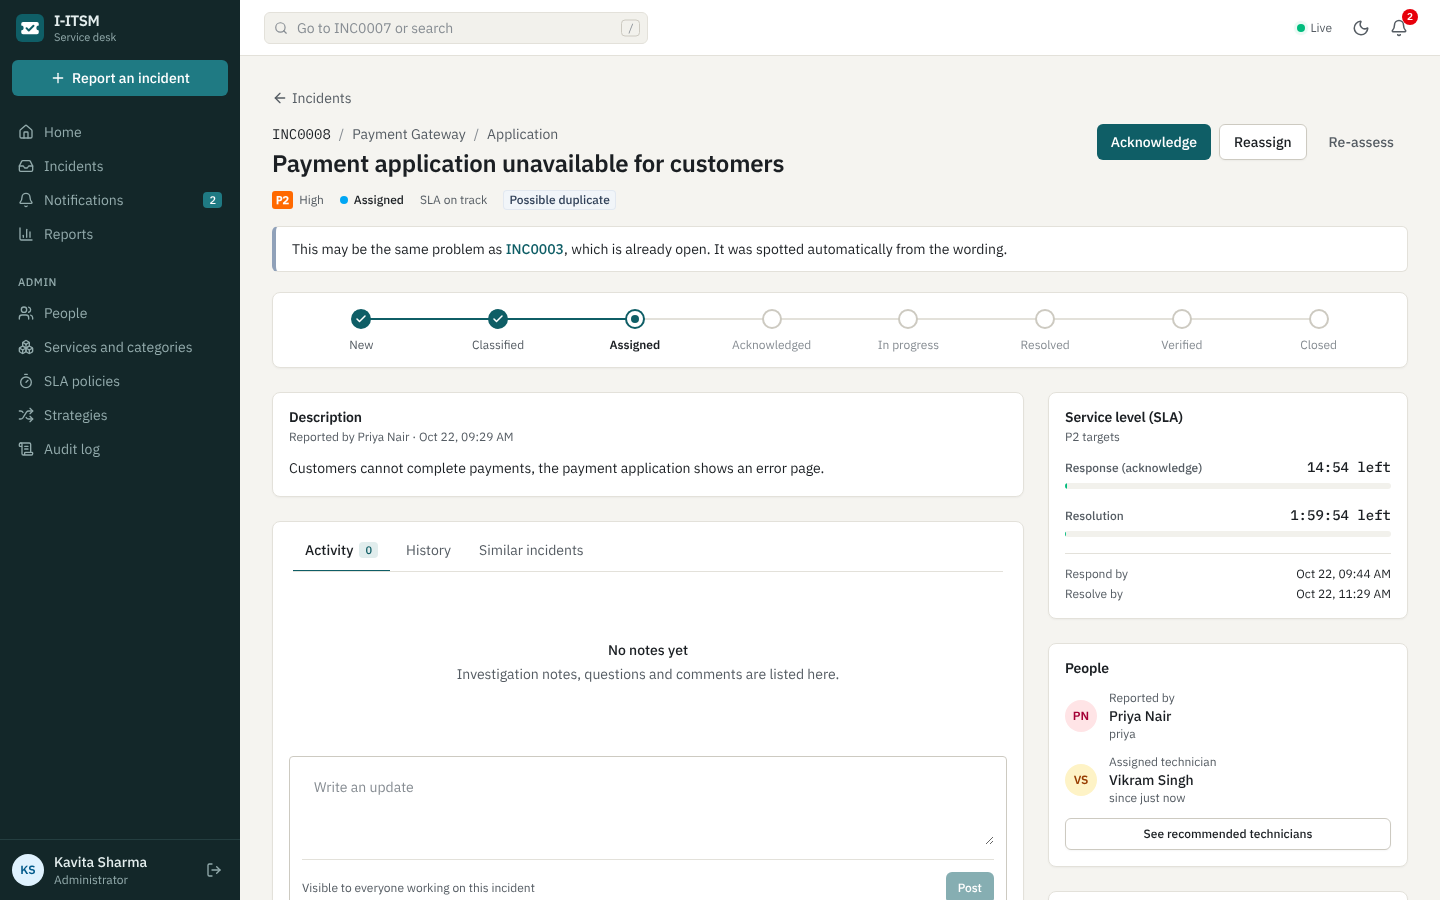 I-ITSM
Service desk
Report an incident
Home
Incidents
Notifications 2
Reports
ADMIN
People
Services and categories
SLA policies
Strategies
Audit log
KS
Kavita Sharma
Administrator
Go to INC0007 or search /
Live
2
Incidents
INC0008 / Payment Gateway / Application
Payment application unavailable for customers
P2 High Assigned SLA on track Possible duplicate
Acknowledge Reassign Re-assess
This may be the same problem as INC0003, which is already open. It was spotted automatically from the wording.
New Classified Assigned Acknowledged In progress Resolved Verified Closed
Description
Reported by Priya Nair · Oct 22, 09:29 AM
Customers cannot complete payments, the payment application shows an error page.
Activity 0 History Similar incidents
No notes yet
Investigation notes, questions and comments are listed here.
Write an update
Visible to everyone working on this incident
Post
Service level (SLA)
P2 targets
Response (acknowledge) 14:54 left
Resolution 1:59:54 left
Respond by Oct 22, 09:44 AM
Resolve by Oct 22, 11:29 AM
People
PN
Reported by
Priya Nair
priya
VS
Assigned technician
Vikram Singh
since just now
See recommended technicians